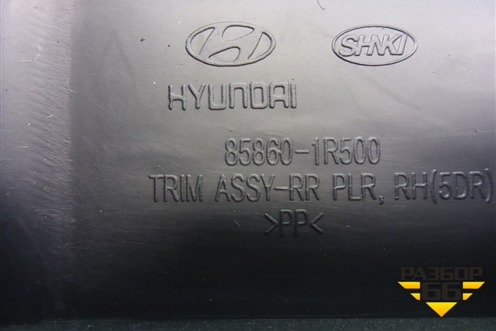 SHNKI
HYUNDAI
85860-1R500
TRIM ASSY-RR PLR, RH(5DR)
>PP<
РАЗБОР
66